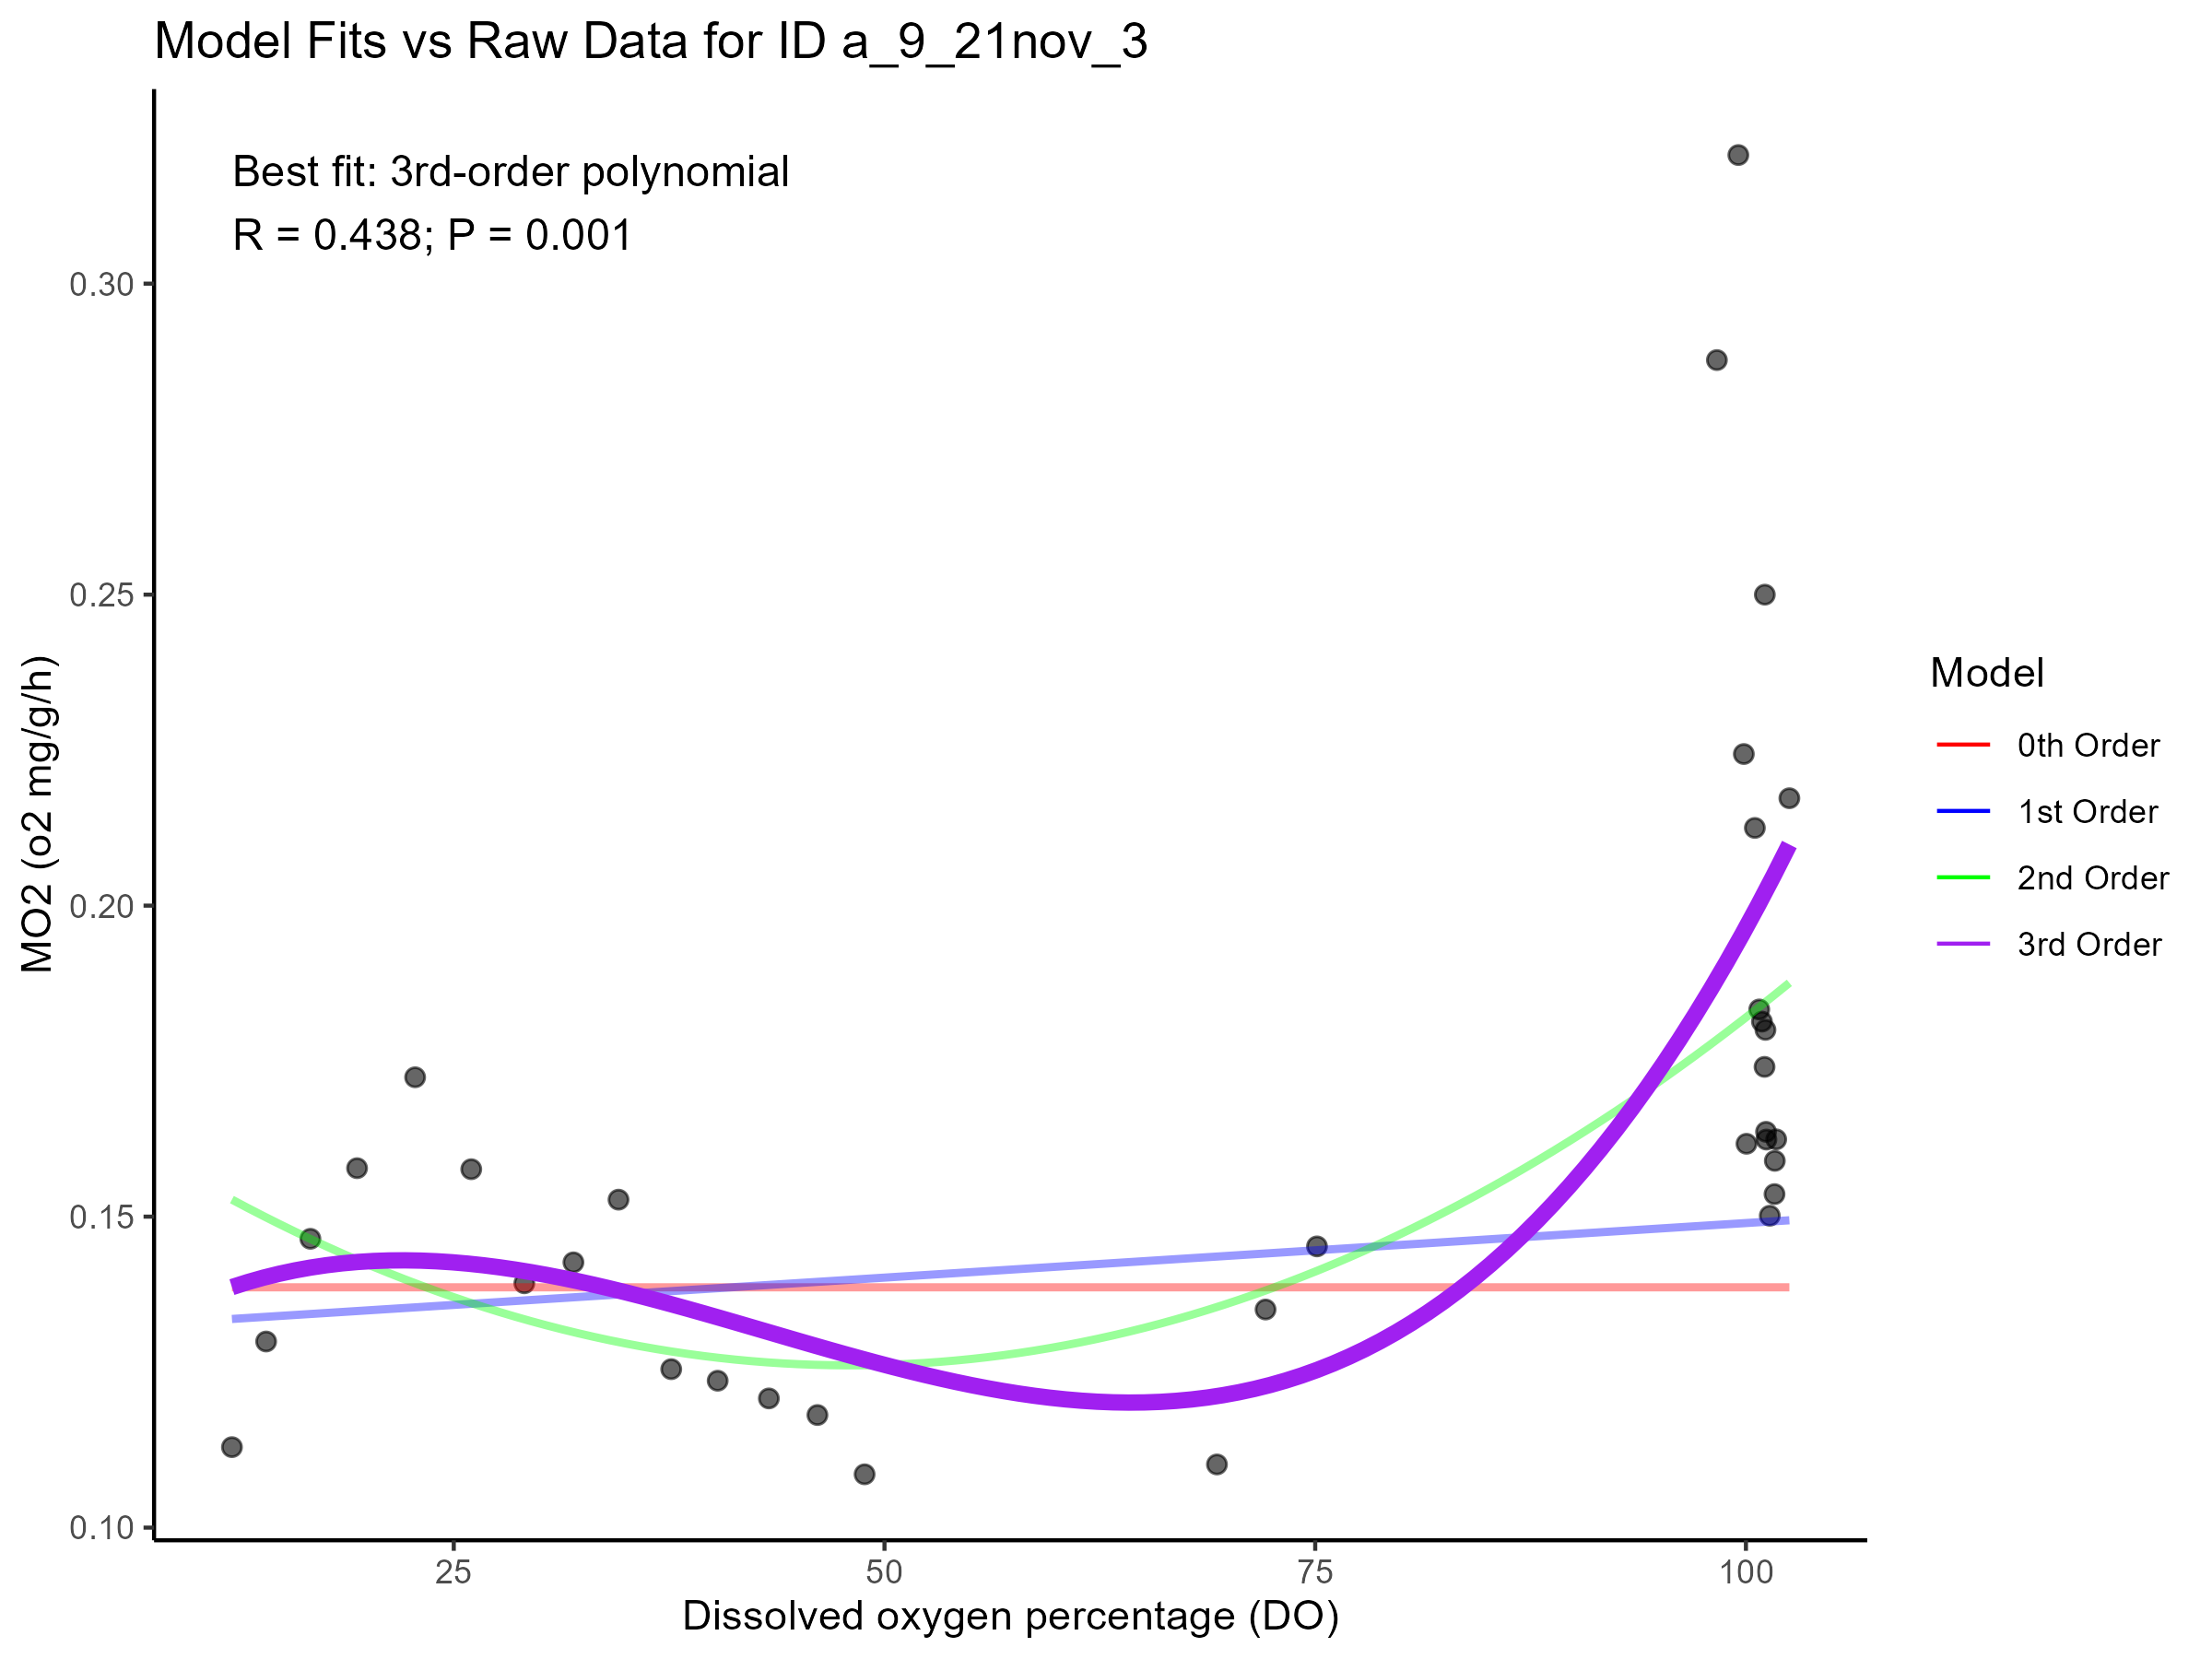 Model Fits vs Raw Data for ID a_9_21nov_3
Best fit: 3rd-order polynomial
R = 0.438; P = 0.001
0.30
0.25
0.20
0.15
0.10
MO2 (o2 mg/g/h)
25
50
75
100
Dissolved oxygen percentage (DO)
Model
0th Order
1st Order
2nd Order
3rd Order